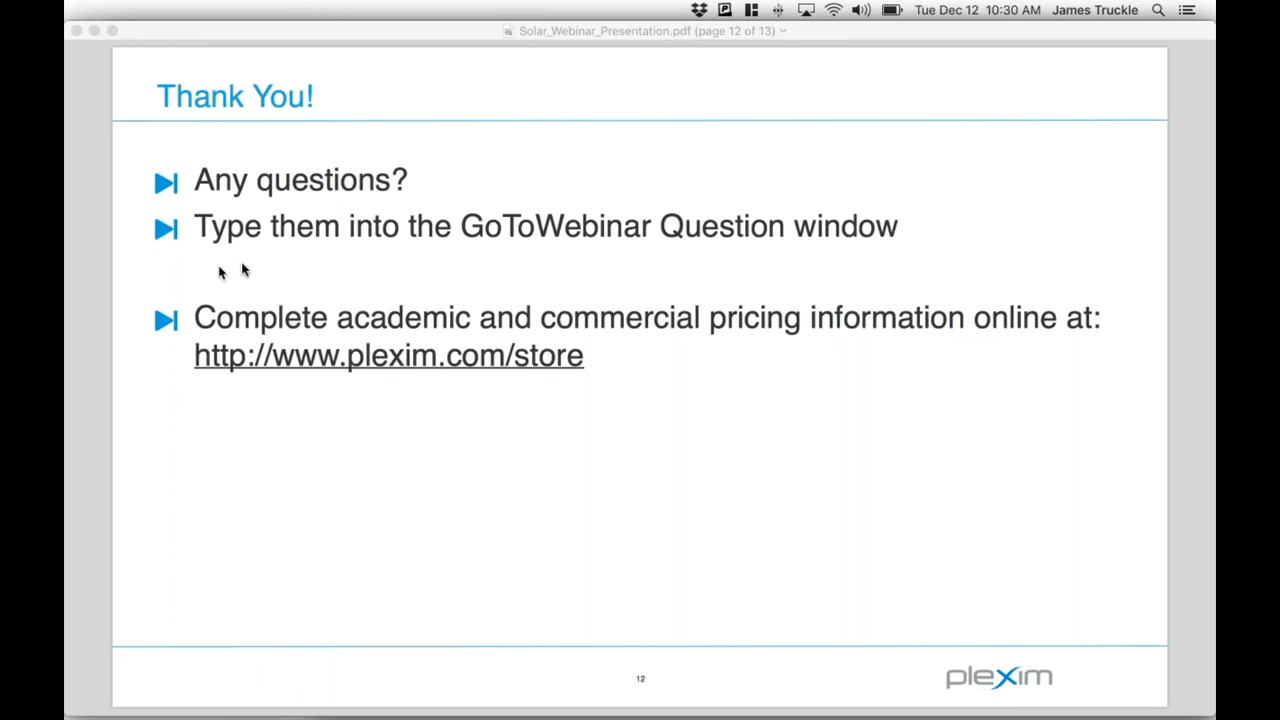 Tue Dec 12 10:30 AM James Truckle
Solar_Webinar_Presentation.pdf (page 12 of 13)
Thank You!
Any questions?
Type them into the GoToWebinar Question window
Complete academic and commercial pricing information online at:
http://www.plexim.com/store
12
plexim